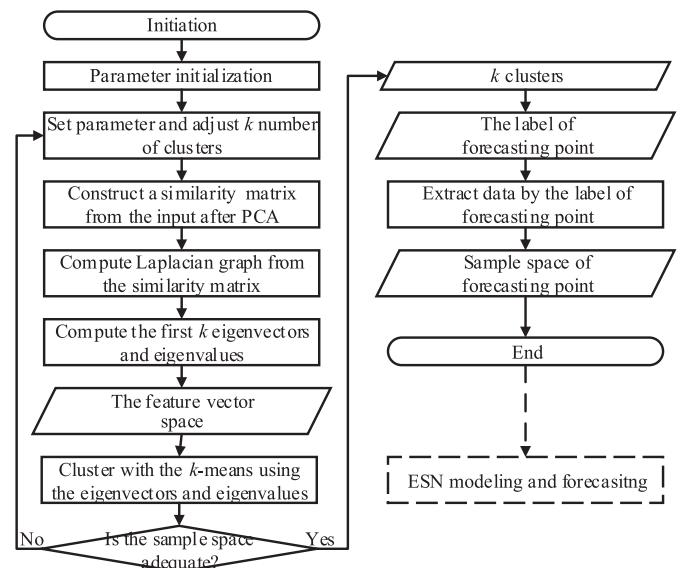 Initiation
Parameter initialization
Set parameter and adjust k number
of clusters
Construct a similarity matrix
from the input after PCA
Compute Laplacian graph from
the similarity matrix
Compute the first k eigenvectors
and eigenvalues
The feature vector
space
Cluster with the k-means using
the eigenvectors and eigenvalues
No
Is the sample space
adequate?
Yes
k clusters
The label of
forecasting point
Extract data by the label of
forecasting point
Sample space of
forecasting point
End
ESN modeling and forecasitng